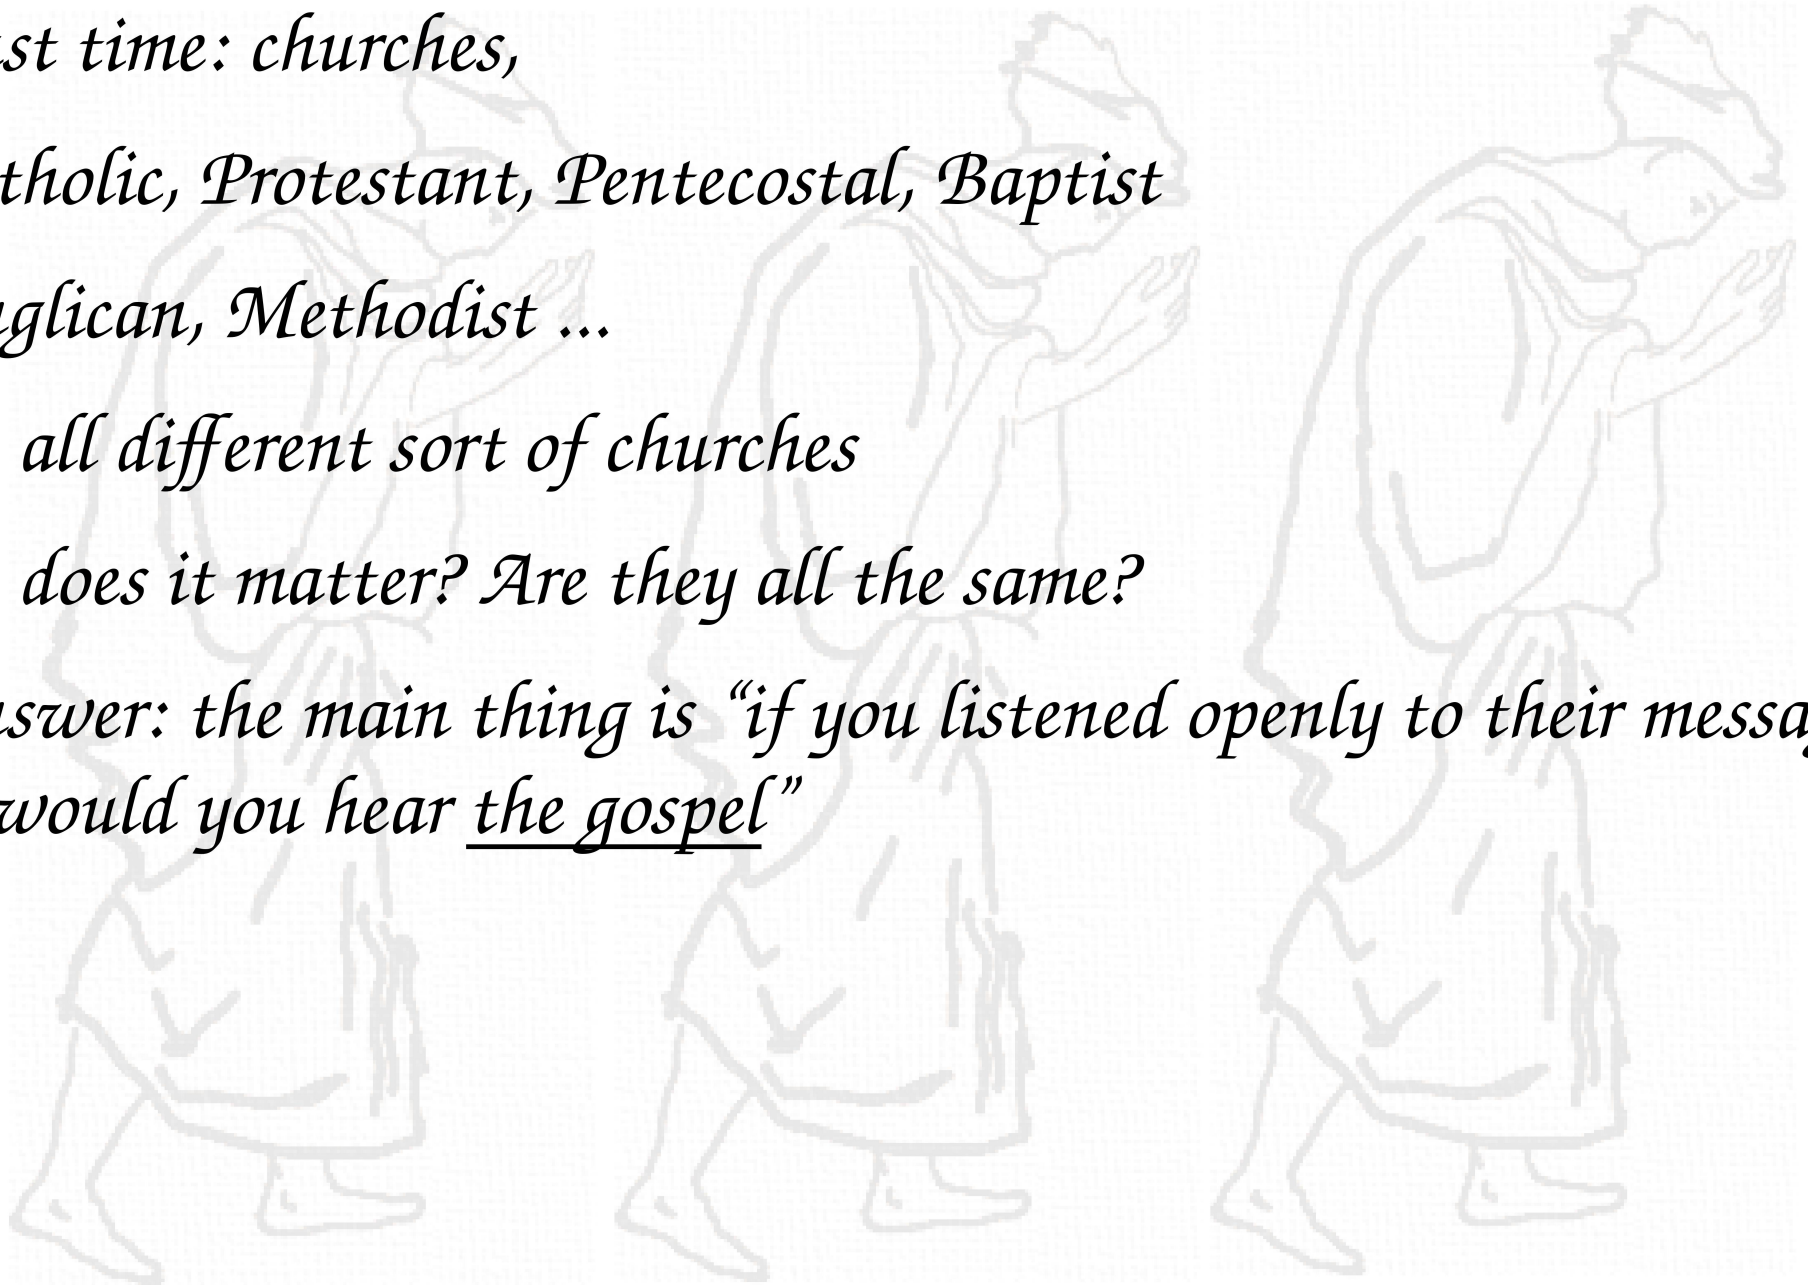 st time: churches,
tholic, Protestant, Pentecostal, Baptist
glican, Methodist ...
all different sort of churches
does it matter? Are they all the same?
swer: the main thing is “if you listened openly to their messa
would you hear the gospel”